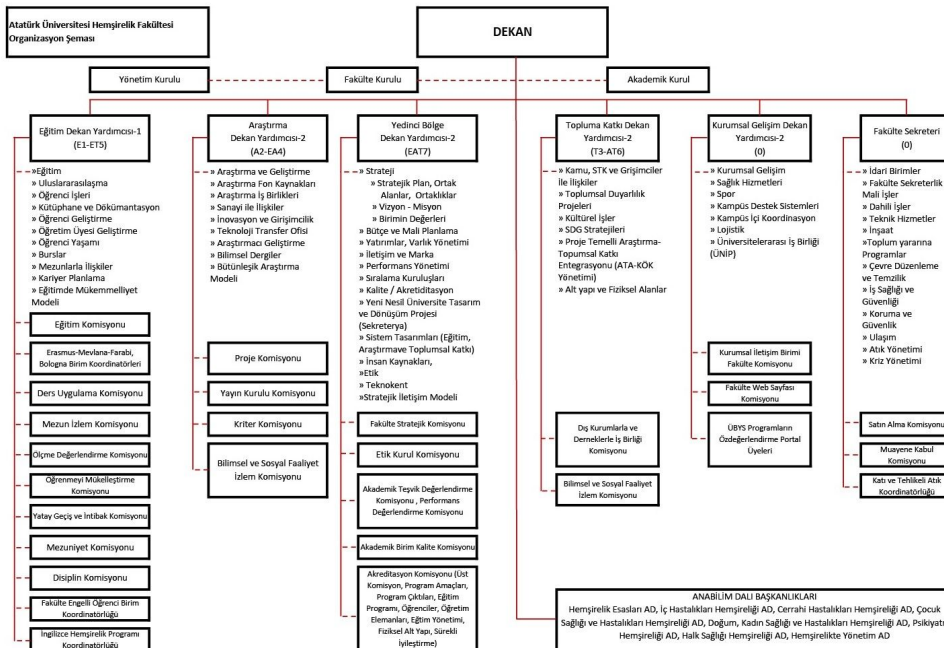 Atatürk Üniversitesi Hemşirelik Fakültesi
Organizasyon Şeması
DEKAN
Yönetim Kurulu
Fakülte Kurulu
Akademik Kurul
Eğitim Dekan Yardımcısı-1
(E1-ET5)
»Eğitim
» Uluslararasılaşma
» Öğrenci İşleri
» Kütüphane ve Dökümantasyon
» Öğrenci Geliştirme
» Öğretim Üyesi Geliştirme
» Öğrenci Yaşamı
» Burslar
» Mezunlarla İlişkiler
» Kariyer Planlama
» Eğitimde Mükemmelliyet
Modeli
Eğitim Komisyonu
Erasmus-Mevlana-Farabi,
Bologna Birim Koordinatörleri
Ders Uygulama Komisyonu
Mezun İzlem Komisyonu
Ölçme Değerlendirme Komisyonu
Öğrenmeyi Mükelleştirme
Komisyonu
Yatay Geçiş ve İntibak Komisyonu
Mezuniyet Komisyonu
Disiplin Komisyonu
Fakülte Engelli Öğrenci Birim
Koordinatörlüğü
İngilizce Hemşirelik Programı
Koordinatörlüğü
Araştırma
Dekan Yardımcısı-2
(A2-EA4)
» Araştırma ve Geliştirme
» Araştırma Fon Kaynakları
» Araştırma İş Birlikleri
» Sanayi ile İlişkiler
» İnovasyon ve Girişimcilik
» Teknoloji Transfer Ofisi
» Araştırmacı Geliştirme
» Bilimsel Dergiler
» Bütünleşik Araştırma
Modeli
Proje Komisyonu
Yayın Kurulu Komisyonu
Kriter Komisyonu
Bilimsel ve Sosyal Faaliyet
İzlem Komisyonu
Yedinci Bölge
Dekan Yardımcısı-2
(EAT7)
» Strateji
» Stratejik Plan, Ortak
Alanlar, Ortaklıklar
» Vizyon - Misyon
» Birimin Değerleri
» Bütçe ve Mali Planlama
» Yatırımlar, Varlık Yönetimi
» İletişim ve Marka
» Performans Yönetimi
» Sıralama Kuruluşları
» Kalite / Akretiditasyon
» Yeni Nesil Üniversite Tasarım
ve Dönüşüm Projesi
(Sekreterya)
» Sistem Tasarımları (Eğitim,
Araştırmave Toplumsal Katkı)
» İnsan Kaynakları,
»Etik
» Teknokent
»Stratejik İletişim Modeli
Fakülte Stratejik Komisyonu
Etik Kurul Komisyonu
Akademik Teşvik Değerlendirme
Komisyonu , Performans
Değerlendirme Komisyonu
Akademik Birim Kalite Komisyonu
Akreditasyon Komisyonu (Üst
Komisyon, Program Amaçları,
Program Çıktıları, Eğitim
Programı, Öğrenciler, Öğretim
Elemanları, Eğtim Yönetimi,
Fiziksel Alt Yapı, Sürekli
İyileştirme)
Topluma Katkı Dekan
Yardımcısı-2
(T3-AT6)
» Kamu, STK ve Grişimciler
ile İlişkiler
» Toplumsal Duyarlılık
Projeleri
» Kültürel İşler
» SDG Stratejileri
» Proje Temelli Araştırma-
Topumsal Katkı
Entegrasyonu (ATA-KÖK
Yönetimi)
» Alt yapı ve Fiziksel Alanlar
Dış Kurumlarla ve
Derneklerle İş Birliği
Komisyonu
Bilimsel ve Sosyal Faaliyet
İzlem Komisyonu
Kurumsal Gelişim Dekan
Yardımcısı-2
(0)
» Kurumsal Gelişim
» Sağlık Hizmetleri
» Spor
» Kampüs Destek Sistemleri
» Kampüs İçi Koordinasyon
» Lojistik
» Üniversitelerarası İş Birliği
(ÜNİP)
Kurumsal İletişim Birimi
Fakülte Komisyonu
Fakülte Web Sayfası
Komisyonu
ÜBYS Programların
Özdeğerlendirme Portal
Üyeleri
Fakülte Sekreteri
(0)
» İdari Birimler
» Fakülte Sekreterlik
Mali İşler
» Dahili İşler
» Teknik Hizmetler
» İnşaat
»Toplum yararına
Programlar
» Çevre Düzenleme
ve Temzilik
» İş Sağlığı ve
Güvenliği
» Koruma ve
Güvenlik
» Ulaşım
» Atık Yönetimi
» Kriz Yönetimi
Satın Alma Komisyonu
Muayene Kabul
Komisyonu
Katı ve Tehlikeli Atık
Koordinatörlüğü
ANABİLİM DALI BAŞKANLIKLARI
Hemşirelik Esasları AD, İç Hastalıkları Hemşireliği AD, Cerrahi Hastalıkları Hemşireliği AD, Çocuk
Sağlığı ve Hastalıkları Hemşireliği AD, Doğum, Kadın Sağlığı ve Hastalıkları Hemşireliği AD, Psikiyatri
Hemşireliği AD, Halk Sağlığı Hemşireliği AD, Hemşirelikte Yönetim AD